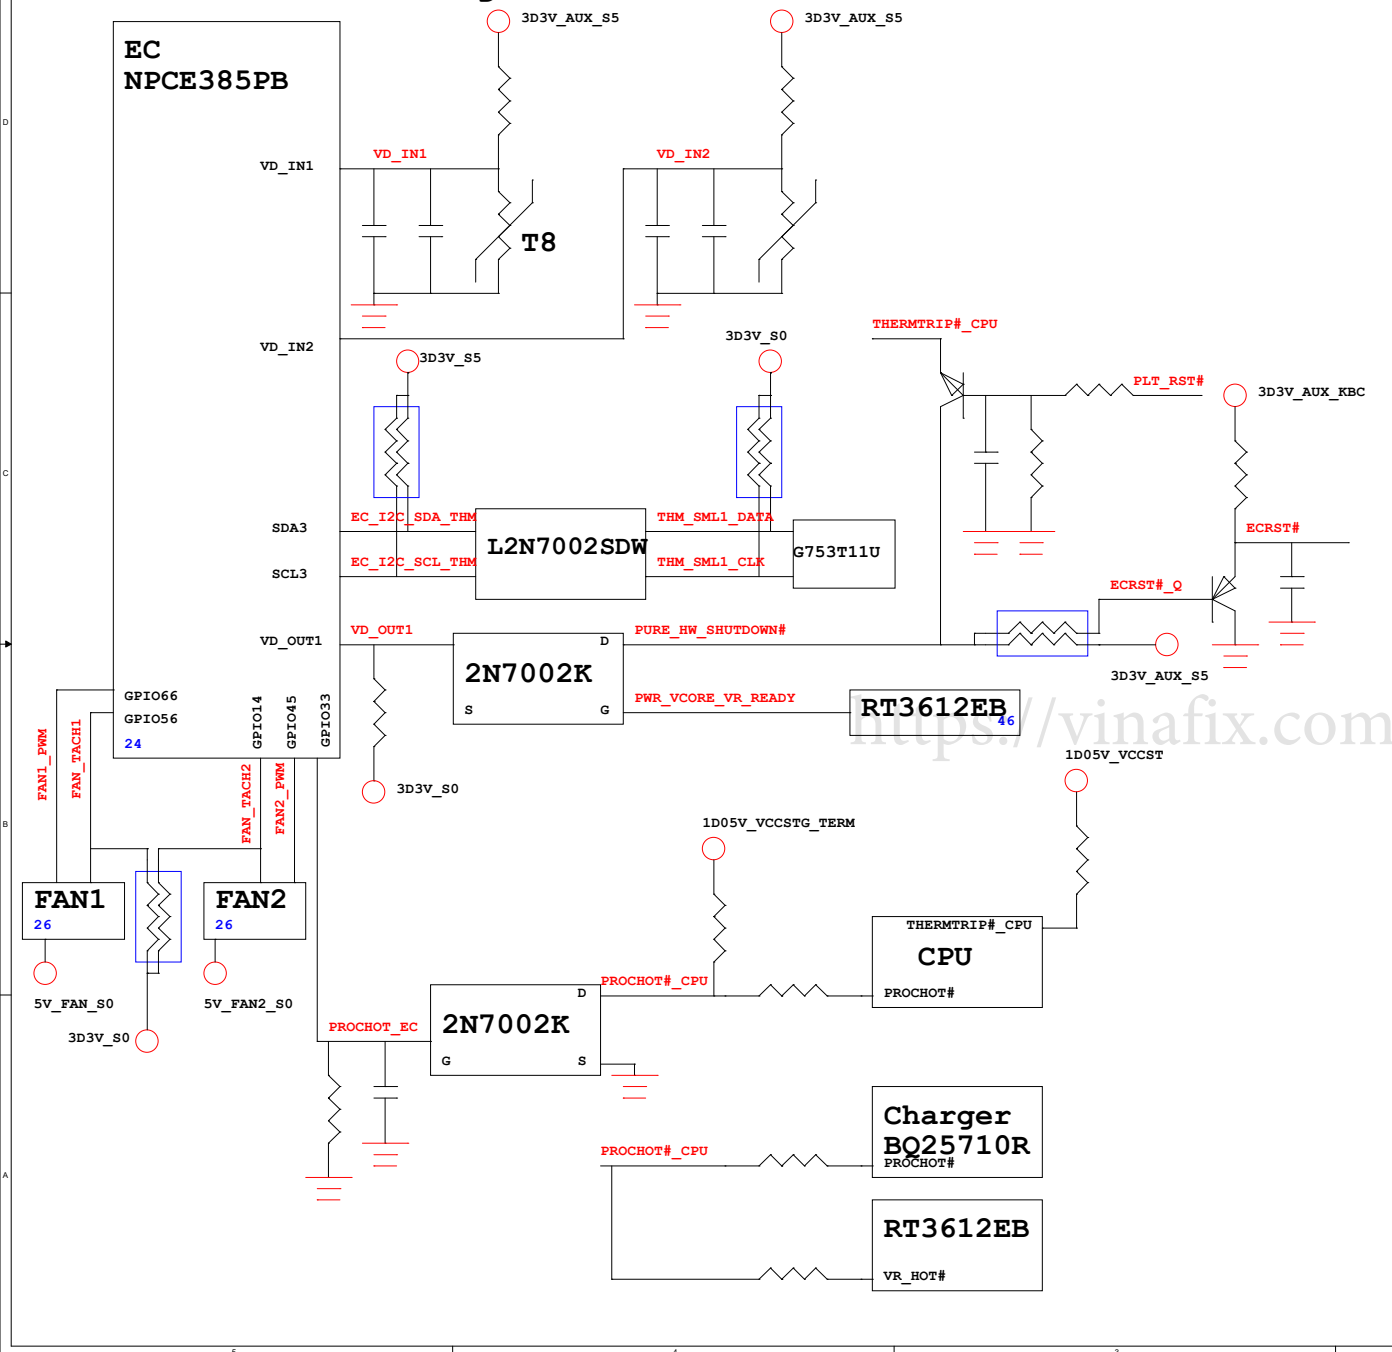 3D3V_AUX_S5
3D3V_AUX_S5
EC
NPCE385PB
D
VD_IN1
VD_IN1
VD_IN2
T8
VD_IN2
3D3V_S5
3D3V_S0
THERMTRIP#_CPU
PLT_RST#
3D3V_AUX_KBC
C
SDA3
EC_I2C_SDA_THM
L2N7002SDW
THM_SML1_DATA
G753T11U
ECRST#
SCL3
EC_I2C_SCL_THM
THM_SML1_CLK
ECRST#_Q
VD_OUT1
VD_OUT1
2N7002K
D
S
G
PURE_HW_SHUTDOWN#
3D3V_AUX_S5
PWR_VCORE_VR_READY
RT3612EB
46
https://vinafix.com
GPIO66
GPIO56
24
GPIO14
GPIO45
GPIO33
FAN1_PWM
FAN_TACH1
FAN_TACH2
FAN2_PWM
3D3V_S0
1D05V_VCCST
B
1D05V_VCCSTG_TERM
FAN1
26
FAN2
26
5V_FAN_S0
5V_FAN2_S0
3D3V_S0
THERMTRIP#_CPU
CPU
PROCHOT#
PROCHOT#_CPU
PROCHOT_EC
2N7002K
D
G
S
A
Charger
BQ25710R
PROCHOT#
PROCHOT#_CPU
RT3612EB
VR_HOT#
5
4
3